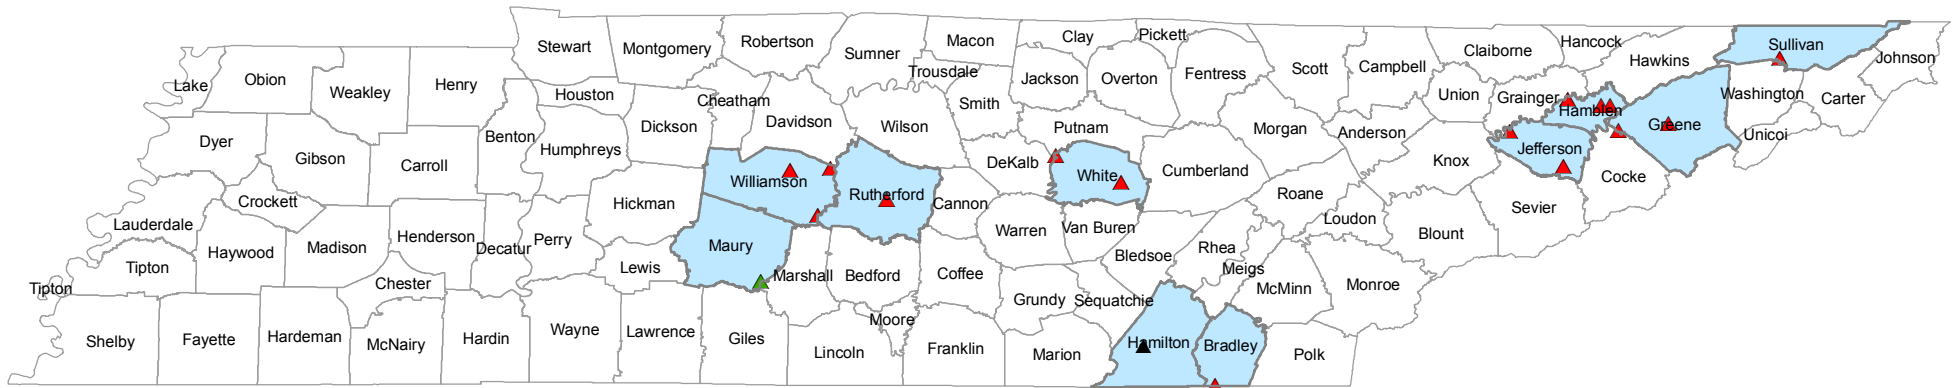 Stewart
Montgomery
Robertson
Sumner
Macon
Clay
Pickett
Claiborne
Hancock
Sullivan
Lake
Obion
Weakley
Henry
Houston
Cheatham
Trousdale
Jackson
Overton
Fentress
Scott
Campbell
Hawkins
Johnson
Dickson
Davidson
Wilson
Smith
Union
Grainger
Hamblen
Washington
Carter
Dyer
Gibson
Carroll
Benton
Humphreys
Putnam
Morgan
Anderson
Greene
Unicoi
DeKalb
White
Cumberland
Knox
Jefferson
Cocke
Crockett
Hickman
Williamson
Rutherford
Cannon
Roane
Loudon
Sevier
Lauderdale
Haywood
Madison
Henderson
Decatur
Perry
Maury
Warren
Van Buren
Rhea
Blount
Tipton
Tipton
Chester
Lewis
Marshall
Bedford
Coffee
Bledsoe
Meigs
McMinn
Monroe
Grundy
Sequatchie
Shelby
Fayette
Hardeman
McNairy
Hardin
Wayne
Lawrence
Giles
Moore
Lincoln
Franklin
Marion
Hamilton
Bradley
Polk